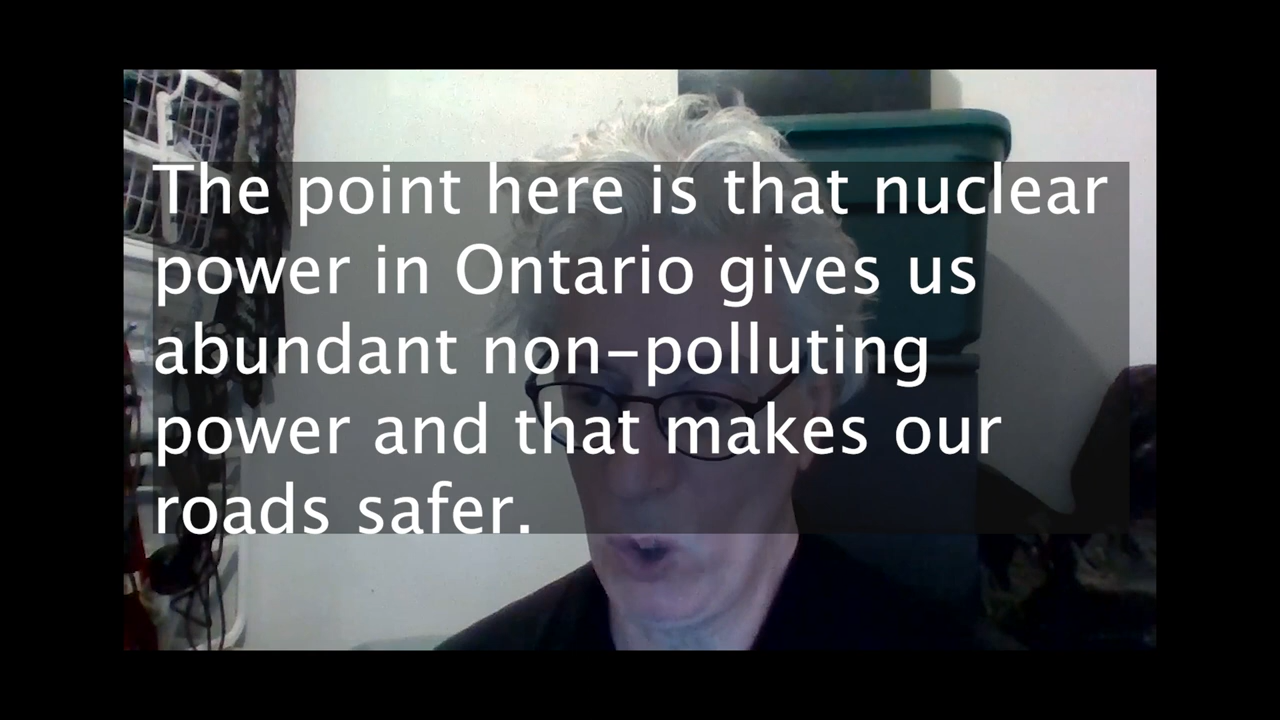 The point here is that nuclear
power in Ontario gives us
abundant non-polluting
power and that makes our
roads safer.